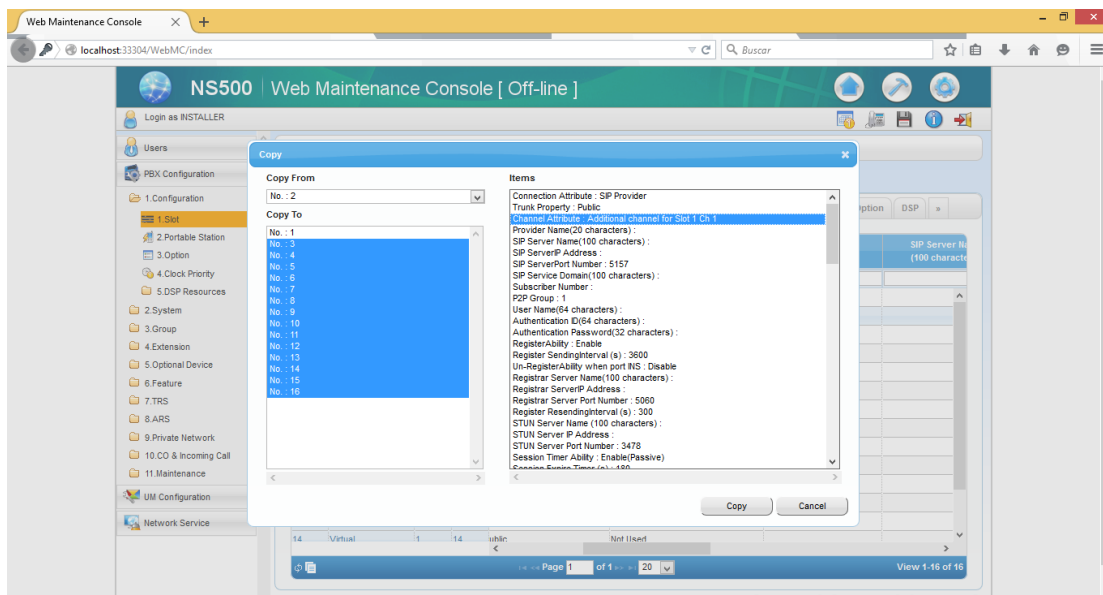 Web Maintenance Console
localhost:33304/WebMC/index
Buscar
NS500 Web Maintenance Console [ Off-line ]
Login as INSTALLER
Users
PBX Configuration
1.Configuration
1.Slot
2.Portable Station
3.Option
4.Clock Priority
5.DSP Resources
2.System
3.Group
4.Extension
5.Optional Device
6.Feature
7.TRS
8.ARS
9.Private Network
10.CO & Incoming Call
11.Maintenance
UM Configuration
Network Service
Copy
Copy From
No. : 2
Copy To
No. : 1
No. : 3
No. : 4
No. : 5
No. : 6
No. : 7
No. : 8
No. : 9
No. : 10
No. : 11
No. : 12
No. : 13
No. : 14
No. : 15
No. : 16
Items
Connection Attribute : SIP Provider
Trunk Property : Public
Channel Attribute : Additional channel for Slot 1 Ch 1
Provider Name(20 characters) :
SIP Server Name(100 characters) :
SIP ServerIP Address :
SIP ServerPort Number : 5157
SIP Service Domain(100 characters) :
Subscriber Number :
P2P Group : 1
User Name(64 characters) :
Authentication ID(64 characters) :
Authentication Password(32 characters) :
RegisterAbility : Enable
Register SendingInterval (s) : 3600
Un-RegisterAbility when port INS : Disable
Registrar Server Name(100 characters) :
Registrar ServerIP Address :
Registrar Server Port Number : 5060
Register ResendingInterval (s) : 300
STUN Server Name (100 characters) :
STUN Server IP Address :
STUN Server Port Number : 3478
Session Timer Ability : Enable(Passive)
Session Expire Timer (s) : 180
Copy Cancel
ption DSP »
SIP Server Na
(100 characte
14 Virtual 1 14 ublic Not Used
Page 1 of 1 20 View 1-16 of 16